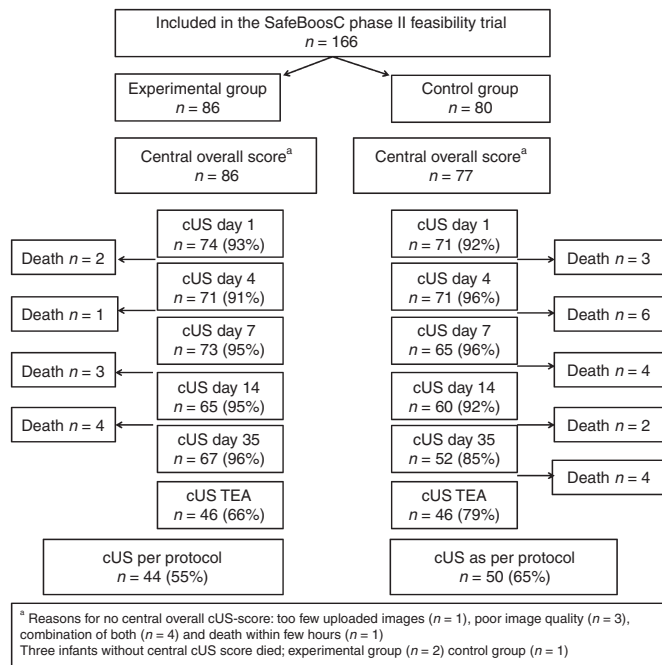 Included in the SafeBoosC phase II feasibility trial
n = 166
Experimental group
n = 86
Control group
n = 80
Central overall scoreª
n = 86
Central overall scoreª
n = 77
cUS day 1
n = 74 (93%)
cUS day 1
n = 71 (92%)
Death n = 2
Death n = 3
cUS day 4
n = 71 (91%)
cUS day 4
n = 71 (96%)
Death n = 1
Death n = 6
cUS day 7
n = 73 (95%)
cUS day 7
n = 65 (96%)
Death n = 3
Death n = 4
cUS day 14
n = 65 (95%)
cUS day 14
n = 60 (92%)
Death n = 4
Death n = 2
cUS day 35
n = 67 (96%)
cUS day 35
n = 52 (85%)
Death n = 4
cUS TEA
n = 46 (66%)
cUS TEA
n = 46 (79%)
cUS per protocol
n = 44 (55%)
cUS as per protocol
n = 50 (65%)
ª Reasons for no central overall cUS-score: too few uploaded images (n = 1), poor image quality (n = 3),
combination of both (n = 4) and death within few hours (n = 1)
Three infants without central cUS score died; experimental group (n = 2) control group (n = 1)